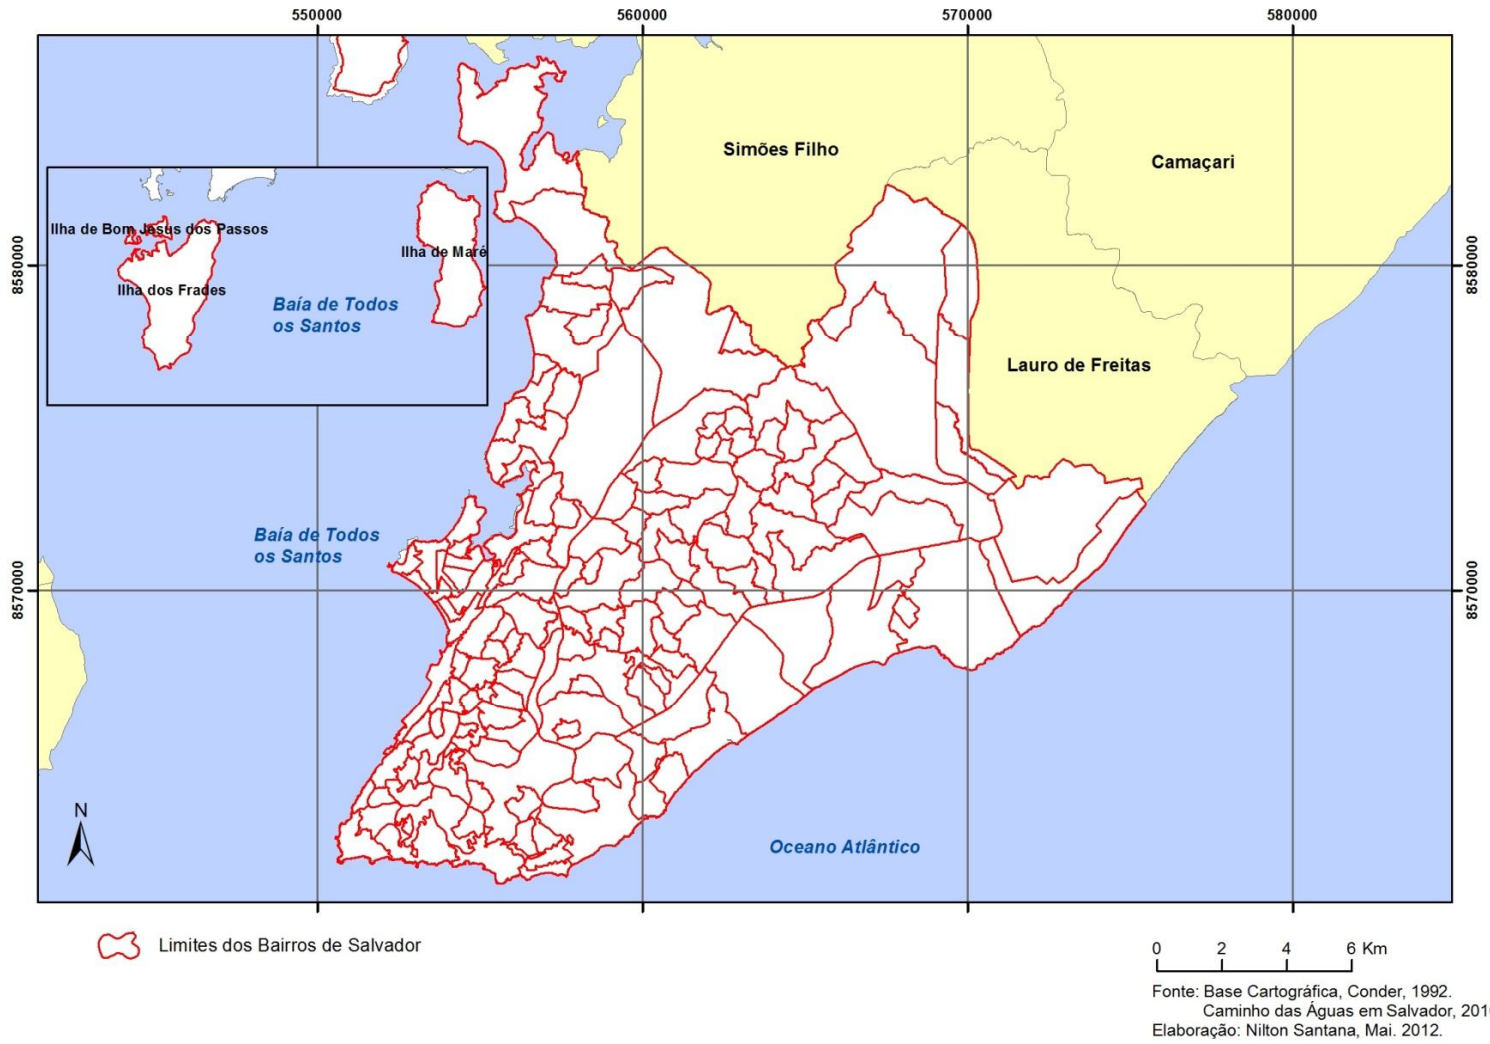 550000
560000
570000
580000
Simões Filho
Camaçari
Ilha de Bom Jesus dos Passos
Ilha de Maré
8580000
8580000
Ilha dos Frades
Baía de Todos
os Santos
Lauro de Freitas
Baía de Todos
os Santos
8570000
8570000
N
Oceano Atlântico
Limites dos Bairros de Salvador
0 2 4 6 Km
Fonte: Base Cartográfica, Conder, 1992.
Caminho das Águas em Salvador, 201
Elaboração: Nilton Santana, Mai. 2012.